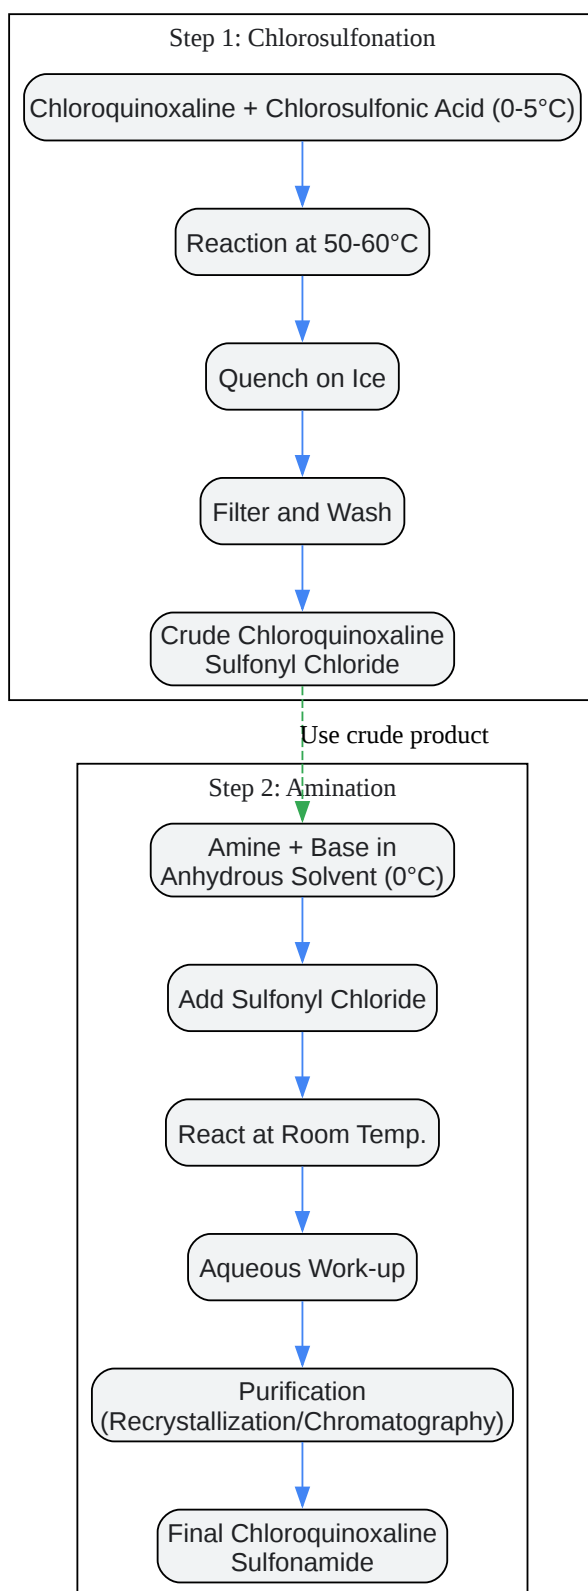 Step 1: Chlorosulfonation
Chloroquinoxaline + Chlorosulfonic Acid (0-5°C)
Reaction at 50-60°C
Quench on Ice
Filter and Wash
Crude Chloroquinoxaline
Sulfonyl Chloride
Use crude product
Step 2: Amination
Amine + Base in
Anhydrous Solvent (0°C)
Add Sulfonyl Chloride
React at Room Temp.
Aqueous Work-up
Purification
(Recrystallization/Chromatography)
Final Chloroquinoxaline
Sulfonamide